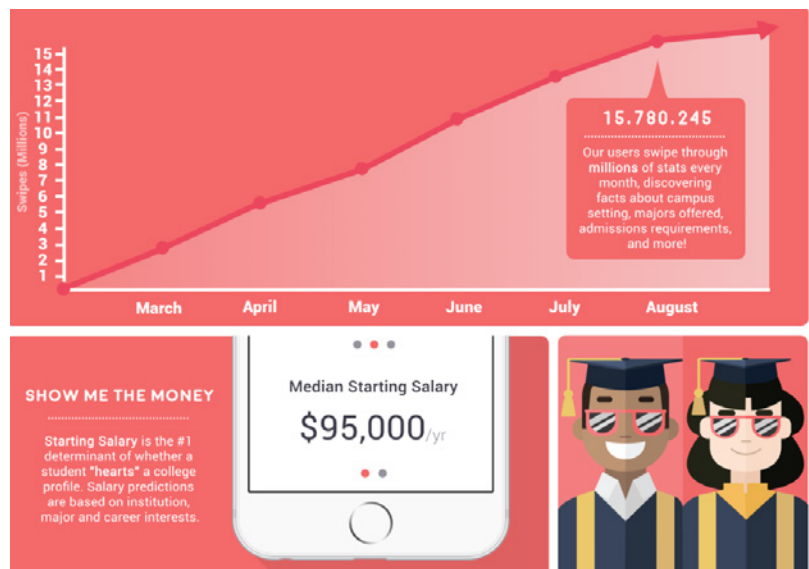 15
14
13
12
11
10
9
8
7
6
5
4
3
2
1
Swipes (Millions)
March April May June July August
15.780.245
Our users swipe through
millions of stats every
month, discovering
facts about campus
setting, majors offered,
admissions requirements,
and more!
SHOW ME THE MONEY
Starting Salary is the #1
determinant of whether a
student "hearts" a college
profile. Salary predictions
are based on institution,
major and career interests.
Median Starting Salary
$95,000/yr